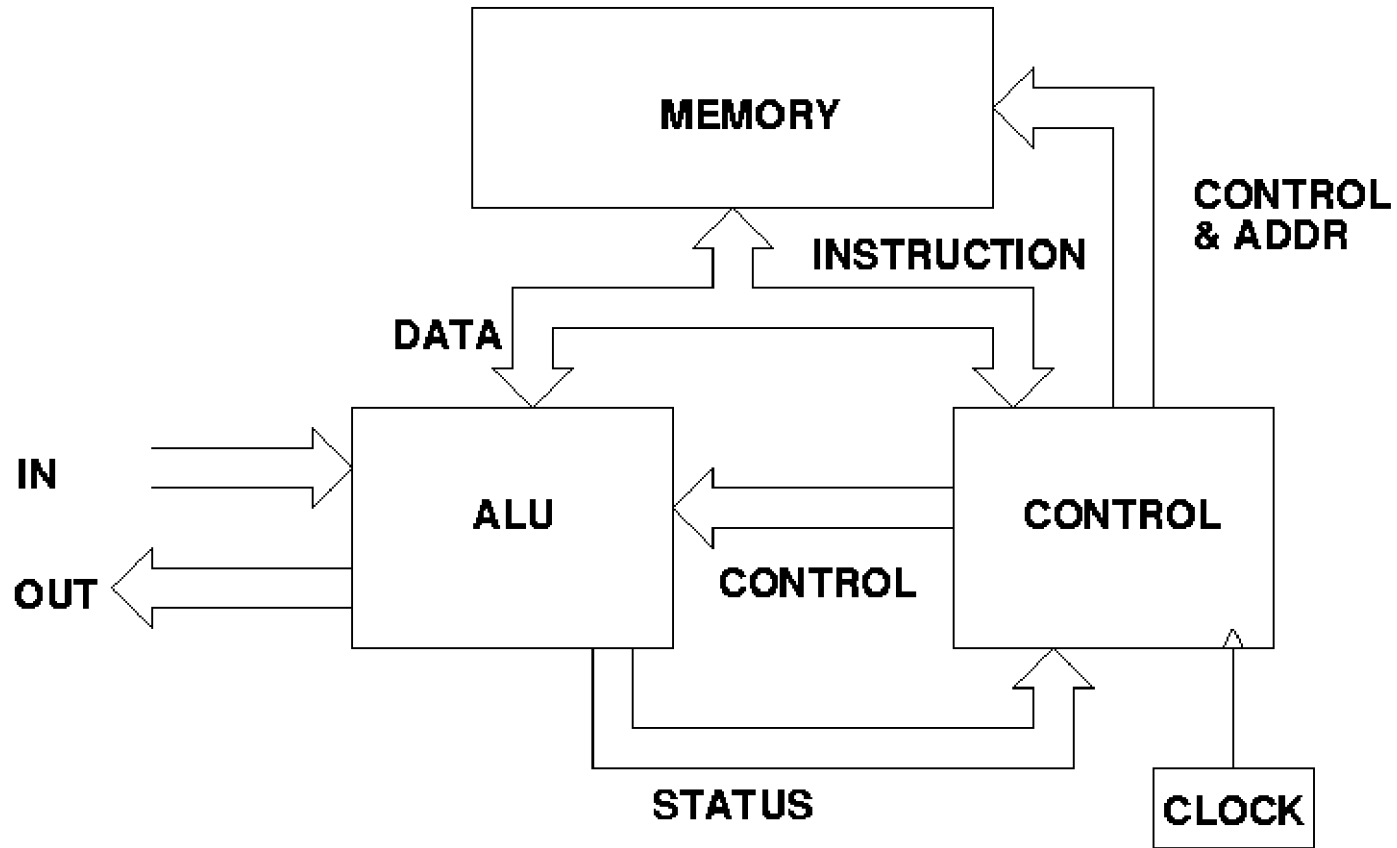 MEMORY
CONTROL
& ADDR
INSTRUCTION
DATA
IN
ALU
CONTROL
OUT
CONTROL
STATUS
CLOCK